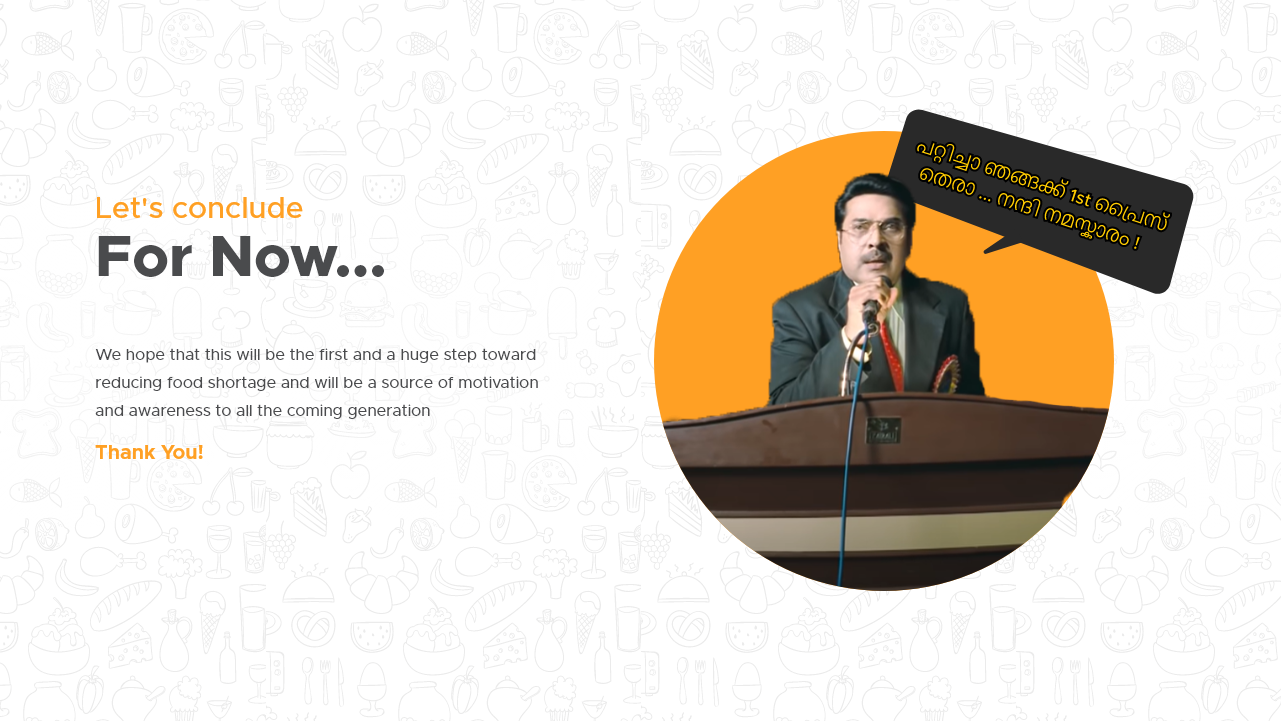 Let's conclude
For Now...
We hope that this will be the first and a huge step toward
reducing food shortage and will be a source of motivation
and awareness to all the coming generation
Thank You!
പറ്റിച്ചാ ഞങ്ങക്ക് 1st പ്രൈസ്
തെരാ ... നന്ദി നമസ്കാരം !